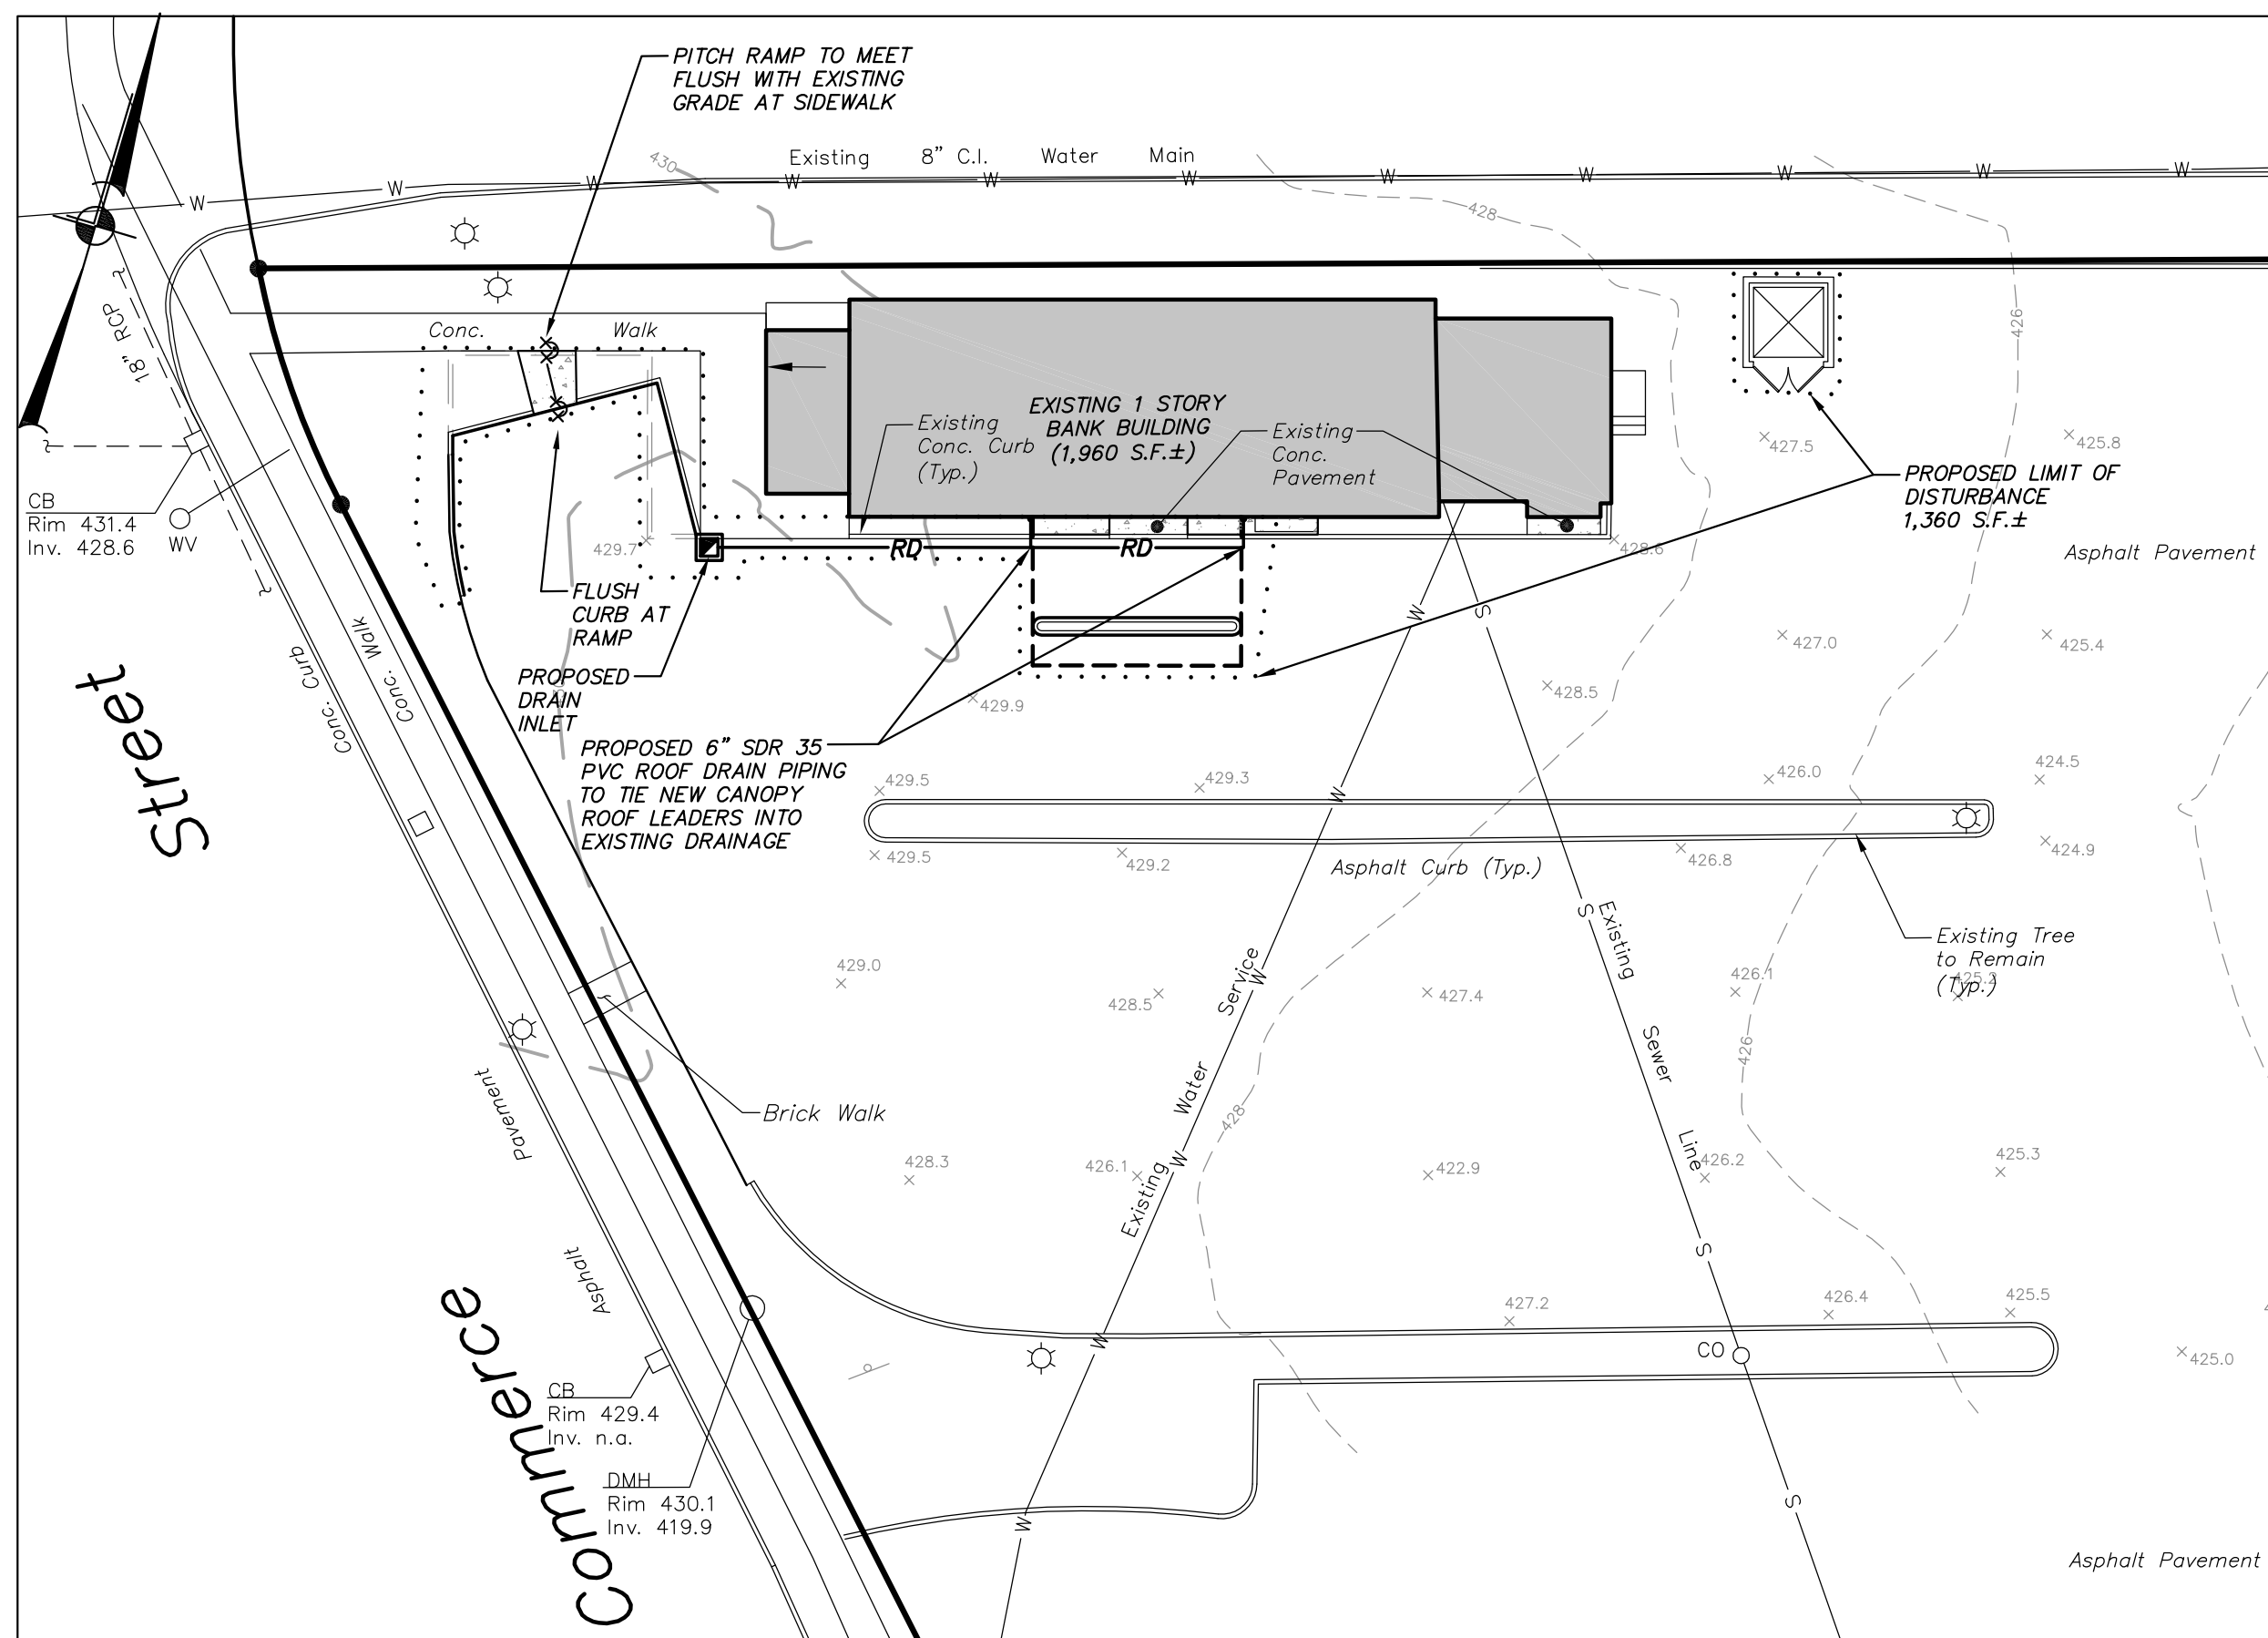 PITCH RAMP TO MEET
FLUSH WITH EXISTING
GRADE AT SIDEWALK
430
Existing 8" C.I. Water Main
W W W W W W W W W W W
428
426
18" RCP
Conc. Walk
EXISTING 1 STORY
BANK BUILDING
(1,960 S.F.±)
Existing
Conc. Curb
(Typ.)
Existing
Conc.
Pavement
427.5
425.8
PROPOSED LIMIT OF
DISTURBANCE
1,360 S.F.±
CB
Rim 431.4
Inv. 428.6
WV
429.7
RD
RD
428.6
Asphalt Pavement
FLUSH
CURB AT
RAMP
W
S
427.0
425.4
Conc. Walk
Conc. Curb
Street
PROPOSED
DRAIN
INLET
429.9
428.5
PROPOSED 6" SDR 35
PVC ROOF DRAIN PIPING
TO TIE NEW CANOPY
ROOF LEADERS INTO
EXISTING DRAINAGE
429.5
429.3
426.0
424.5
W
429.5
429.2
Asphalt Curb (Typ.)
426.8
424.9
S
Existing Tree
to Remain
(Typ.)
429.0
428.5
427.4
426.1
425.2
Existing Water Service
W
W
W
W
Existing Sewer Line
S
S
426
428
Brick Walk
Asphalt Pavement
428.3
426.1
422.9
426.2
425.3
427.2
426.4
425.5
CO
425.0
Commerce
CB
Rim 429.4
Inv. n.a.
DMH
Rim 430.1
Inv. 419.9
Asphalt Pavement